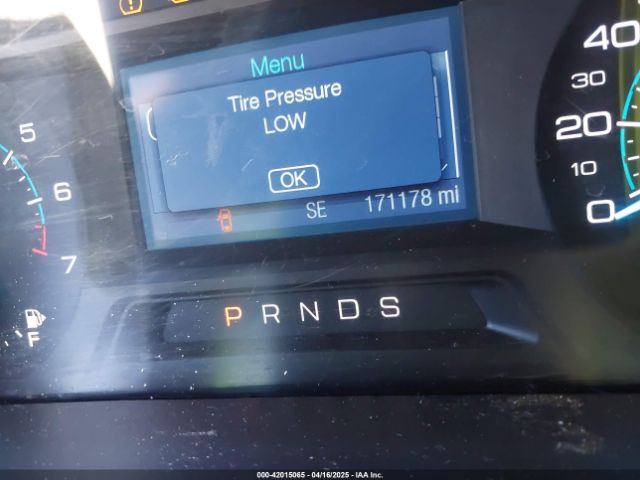 Menu
Tire Pressure
LOW
OK
SE 171178 mi
5
6
7
F
40
30
20
10
0
P R N D S
000-42015065 - 04/16/2025 - IAA Inc.